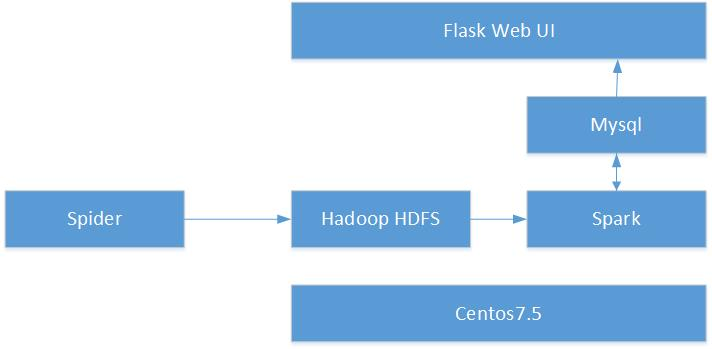 Flask Web UI
Mysql
Spider
Hadoop HDFS
Spark
Centos7.5